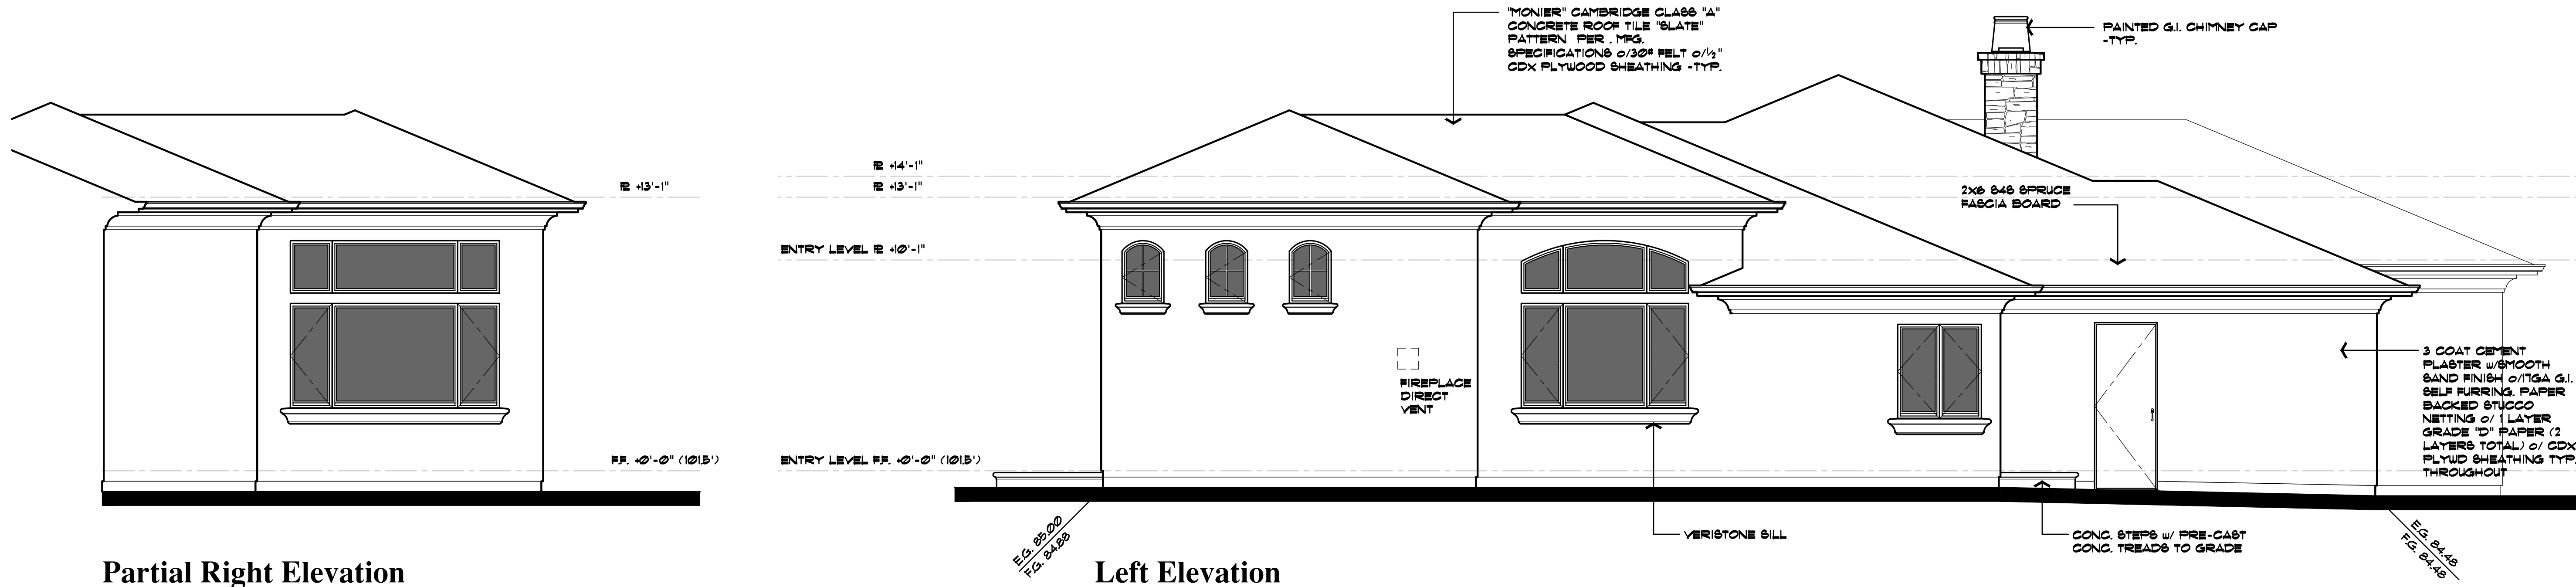 "MONIER" CAMBRIDGE CLASS "A"
CONCRETE ROOF TILE "SLATE"
PATTERN PER . MFG.
SPECIFICATIONS o/30# FELT o/½"
CDX PLYWOOD SHEATHING -TYP.
PAINTED G.I. CHIMNEY CAP
-TYP.
PL +14'-1"
PL +13'-1"
PL +13'-1"
2X6 S4S SPRUCE
FASCIA BOARD
ENTRY LEVEL PL +10'-1"
FIREPLACE
DIRECT
VENT
3 COAT CEMENT
PLASTER w/SMOOTH
SAND FINISH o/17GA G.I.
SELF FURRING, PAPER
BACKED STUCCO
NETTING o/ 1 LAYER
GRADE "D" PAPER (2
LAYERS TOTAL) o/ CDX
PLYWD SHEATHING TYP.
THROUGHOUT
F.F. +0'-0" (101.5')
ENTRY LEVEL F.F. +0'-0" (101.5')
VERISTONE SILL
CONC. STEPS w/ PRE-CAST
CONC. TREADS TO GRADE
E.G. 85.00
F.G. 84.88
E.G. 84.48
F.G. 84.48
Partial Right Elevation
Left Elevation